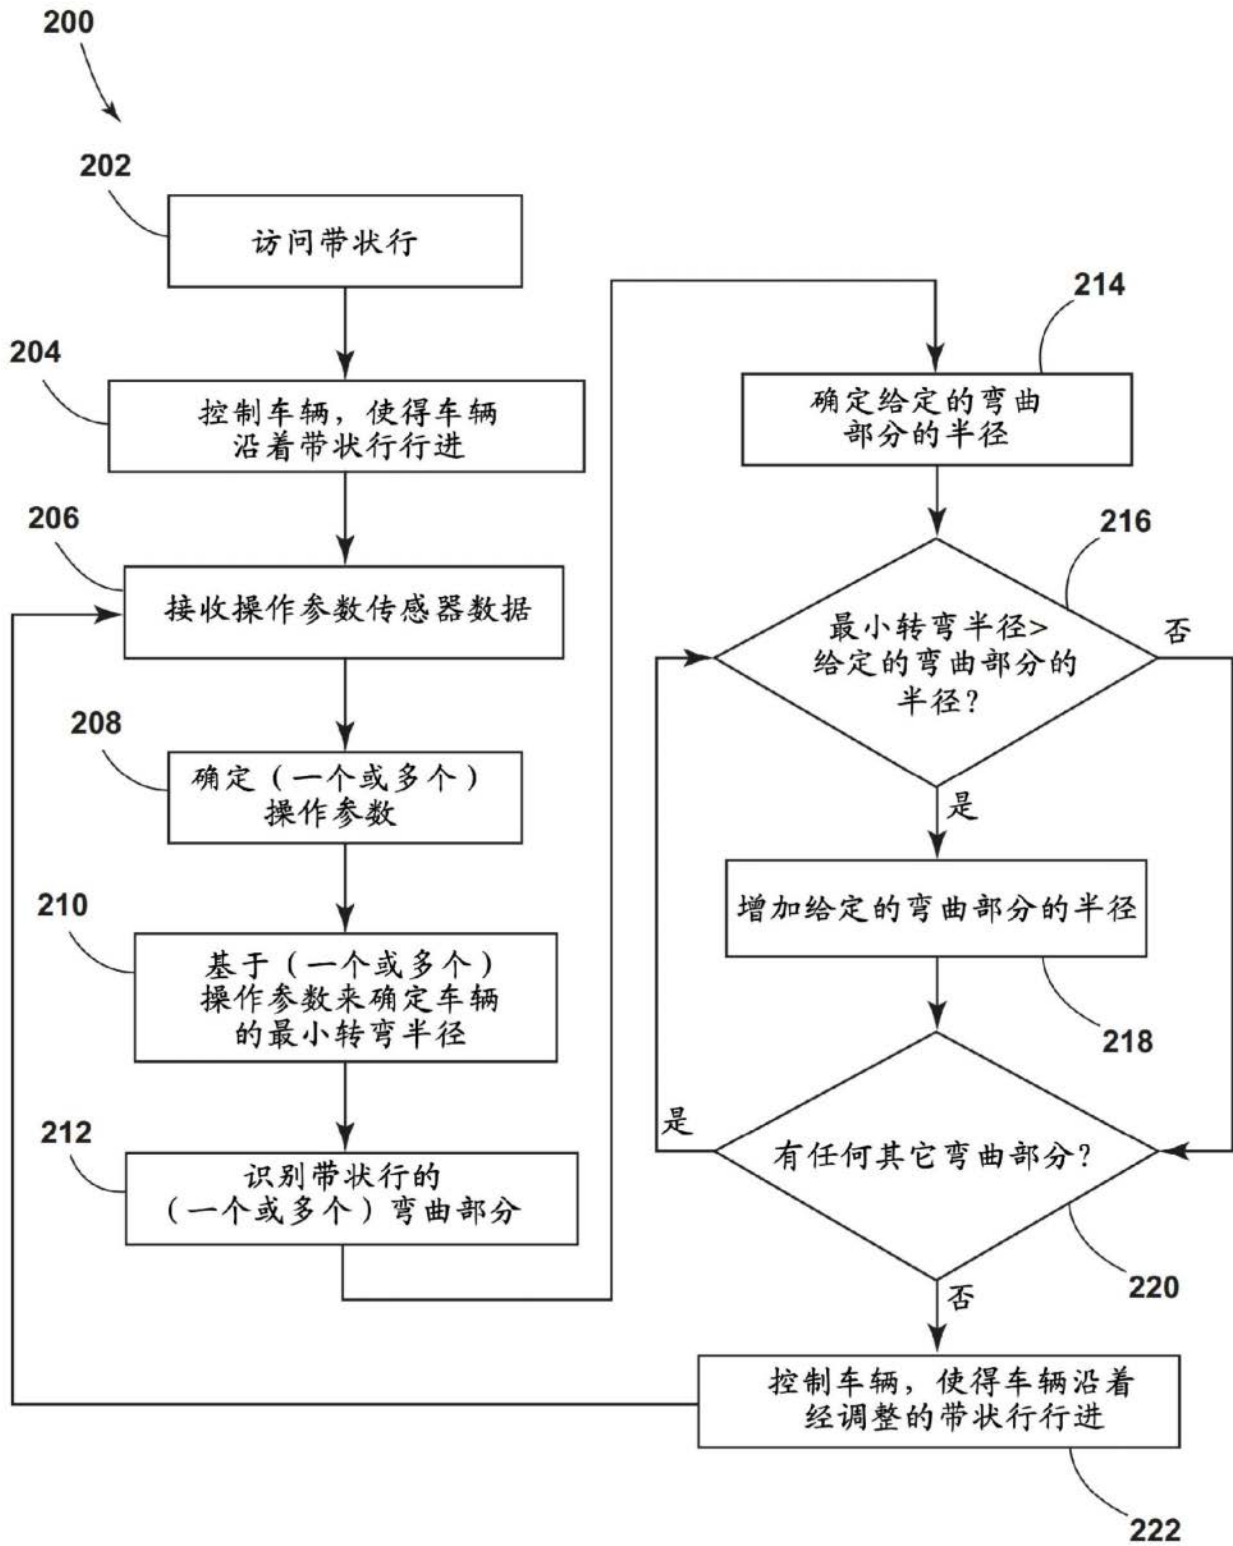 200
202
访问带状行
204
控制车辆，使得车辆
沿着带状行行进
206
接收操作参数传感器数据
208
确定（一个或多个）
操作参数
210
基于（一个或多个）
操作参数来确定车辆
的最小转弯半径
212
识别带状行的
（一个或多个）弯曲部分
214
确定给定的弯曲
部分的半径
216
最小转弯半径>
给定的弯曲部分的
半径？
否
是
增加给定的弯曲部分的半径
218
是
有任何其它弯曲部分？
220
否
控制车辆，使得车辆沿着
经调整的带状行行进
222